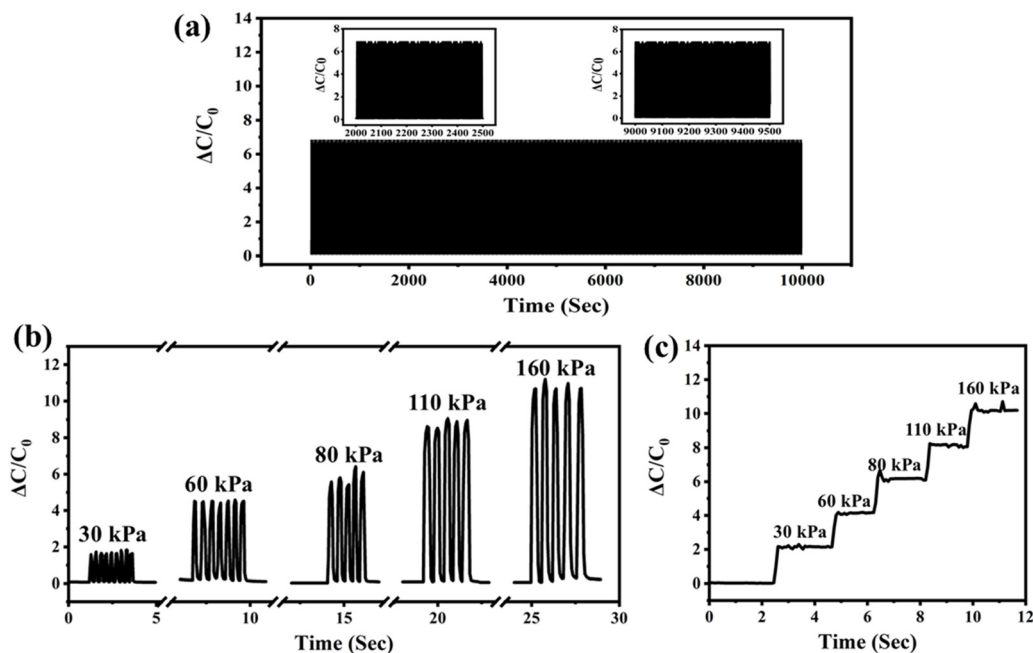 (a)
14
12
10
8
6
4
2
0
ΔC/C0
0 2000 4000 6000 8000 10000
Time (Sec)
8
6
4
2
0
ΔC/C0
2000 2100 2200 2300 2400 2500
8
6
4
2
0
ΔC/C0
9000 9100 9200 9300 9400 9500
(b)
12
10
8
6
4
2
0
ΔC/C0
30 kPa
60 kPa
80 kPa
110 kPa
160 kPa
0 5 10 15 20 25 30
Time (Sec)
(c)
14
12
10
8
6
4
2
0
ΔC/C0
30 kPa
60 kPa
80 kPa
110 kPa
160 kPa
0 2 4 6 8 10 12
Time (Sec)